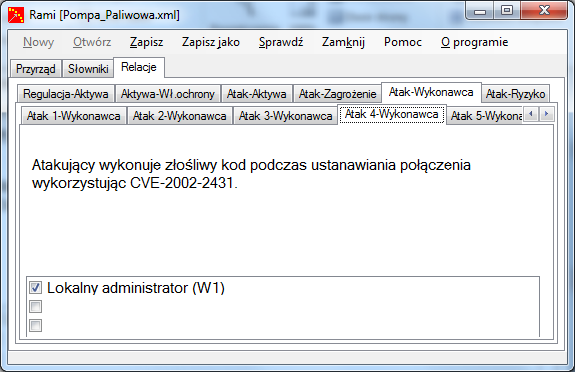 Rami [Pompa_Paliwowa.xml]
Nowy Otwórz Zapisz Zapisz jako Sprawdź Zamknij Pomoc O programie
Przyrząd Słowniki Relacje
Regulacja-Aktywa Aktywa-Wł.ochrony Atak-Aktywa Atak-Zagrożenie Atak-Wykonawca Atak-Ryzyko
Atak 1-Wykonawca Atak 2-Wykonawca Atak 3-Wykonawca Atak 4-Wykonawca Atak 5-Wykona
Atakujący wykonuje złośliwy kod podczas ustanawiania połączenia
wykorzystując CVE-2002-2431.
Lokalny administrator (W1)